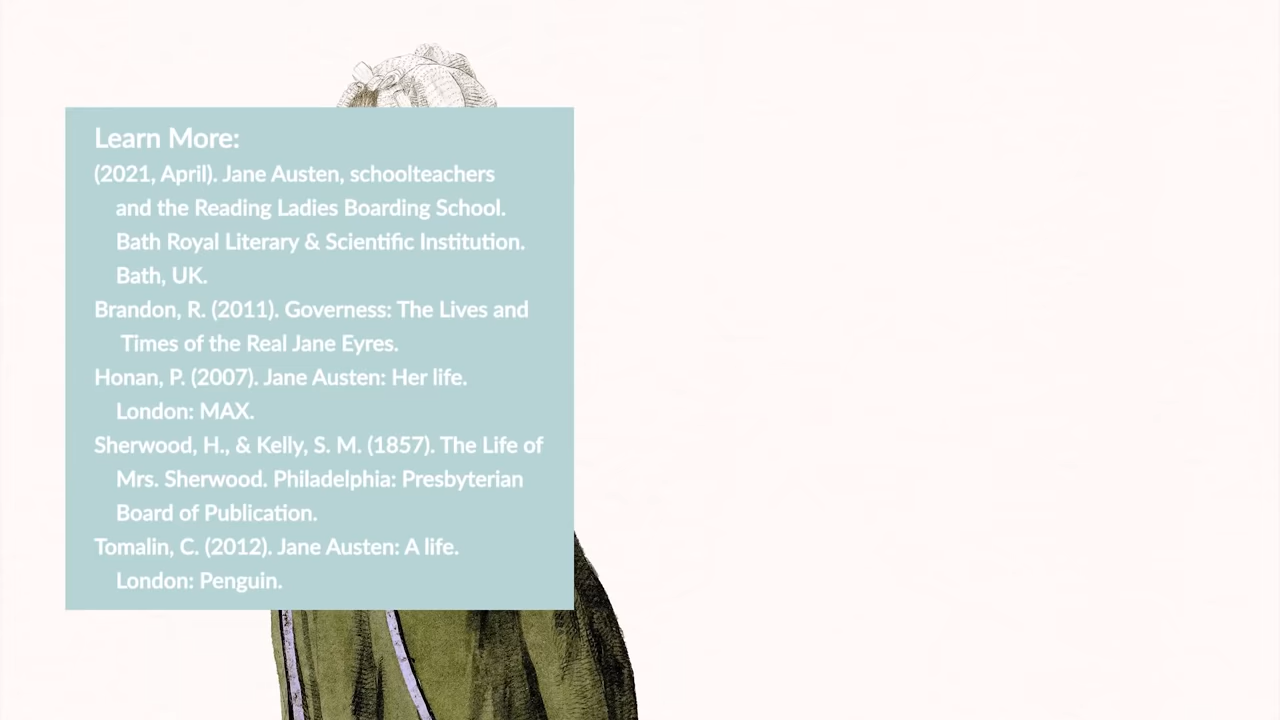 Learn More:
(2021, April). Jane Austen, schoolteachers
and the Reading Ladies Boarding School.
Bath Royal Literary & Scientific Institution.
Bath, UK.
Brandon, R. (2011). Governess: The Lives and
Times of the Real Jane Eyres.
Honan, P. (2007). Jane Austen: Her life.
London: MAX.
Sherwood, H., & Kelly, S. M. (1857). The Life of
Mrs. Sherwood. Philadelphia: Presbyterian
Board of Publication.
Tomalin, C. (2012). Jane Austen: A life.
London: Penguin.